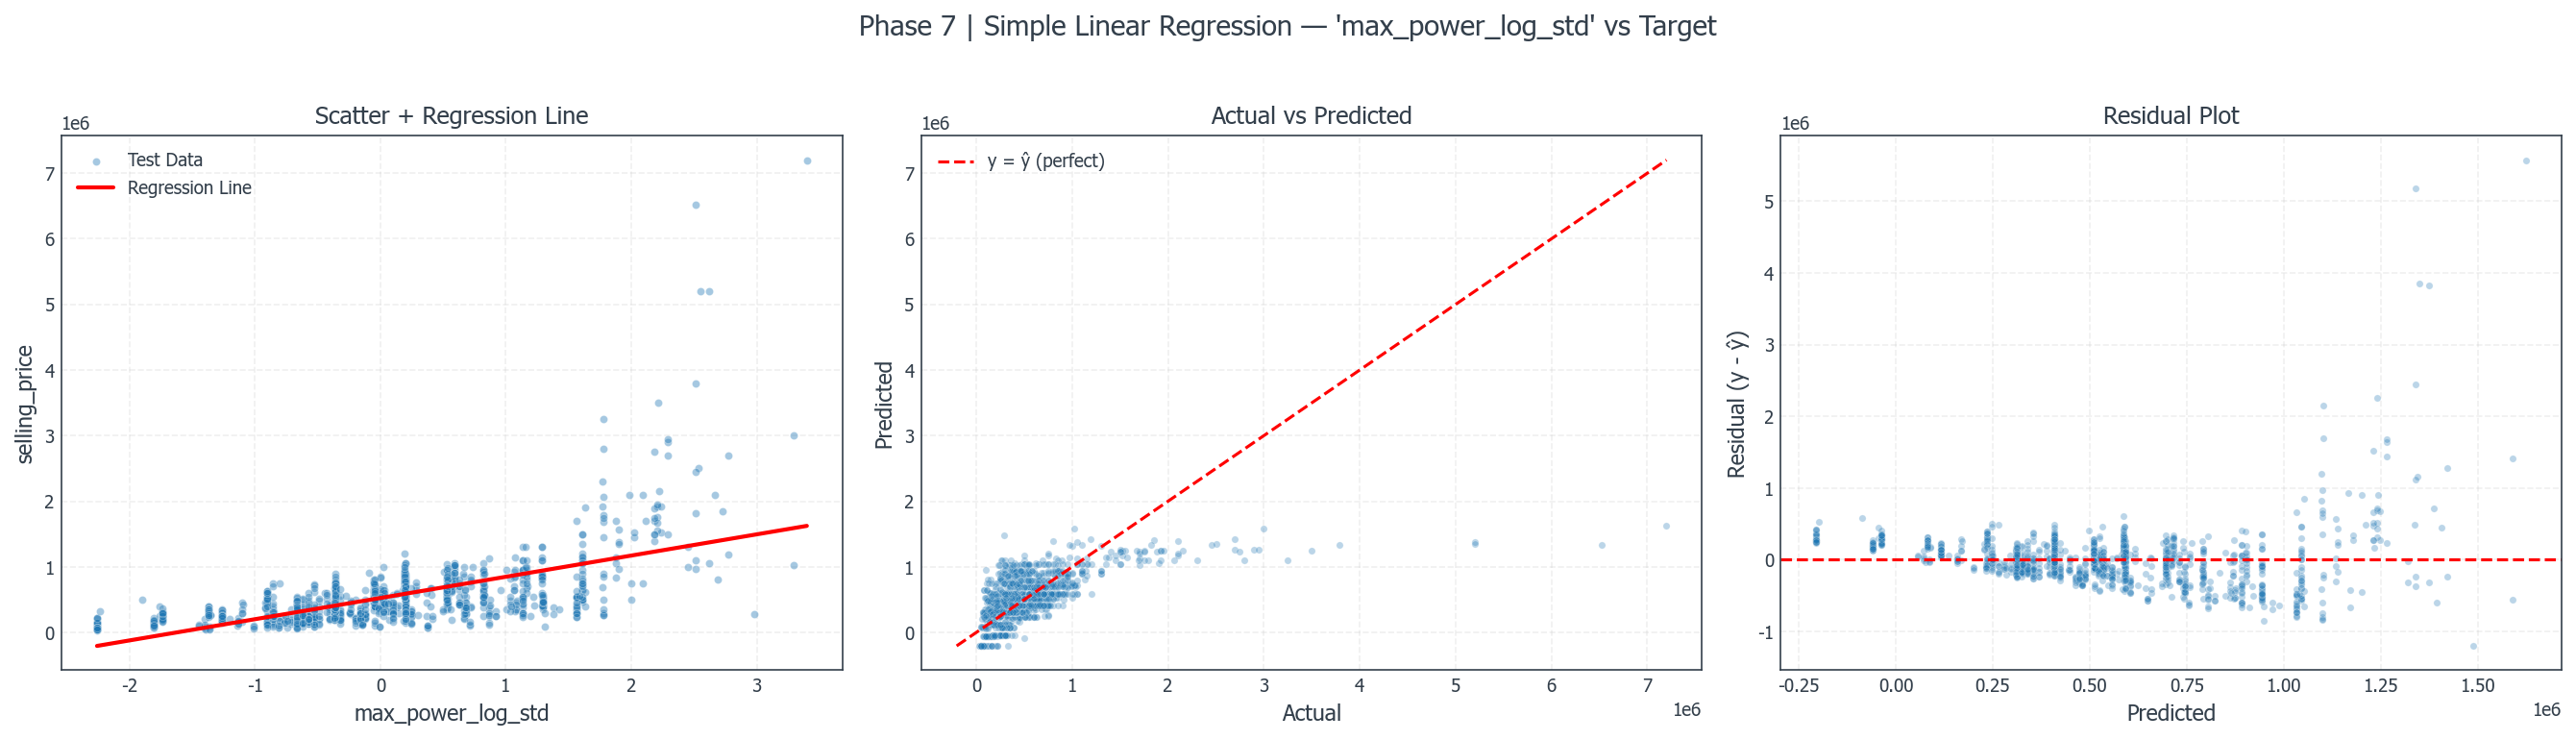 Phase 7 | Simple Linear Regression — 'max_power_log_std' vs Target
Scatter + Regression Line
1e6
Test Data
Regression Line
7
6
5
4
3
2
1
0
selling_price
-2 -1 0 1 2 3
max_power_log_std
Actual vs Predicted
1e6
y = ŷ (perfect)
7
6
5
4
3
2
1
0
Predicted
0 1 2 3 4 5 6 7
1e6
Actual
Residual Plot
1e6
5
4
3
2
1
0
-1
Residual (y - ŷ)
-0.25 0.00 0.25 0.50 0.75 1.00 1.25 1.50
1e6
Predicted